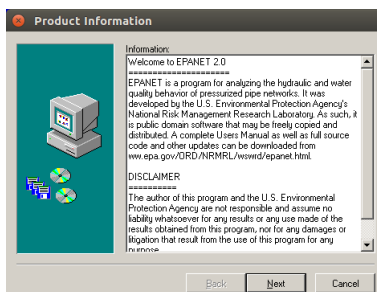 Product Information
Information:
Welcome to EPANET 2.0
=====================
EPANET is a program for analyzing the hydraulic and water
quality behavior of pressurized pipe networks. It was
developed by the U.S. Environmental Protection Agency's
National Risk Management Research Laboratory. As such, it
is public domain software that may be freely copied and
distributed. A complete Users Manual as well as full source
code and other updates can be downloaded from
ww.epa.gov/ORD/NRMRL/wswrd/epanet.html.
DISCLAIMER
==========
The author of this program and the U.S. Environmental
Protection Agency are not responsible and assume no
liability whatsoever for any results or any use made of the
results obtained from this program, nor for any damages or
litigation that result from the use of this program for any
purpose.
Back
Next
Cancel